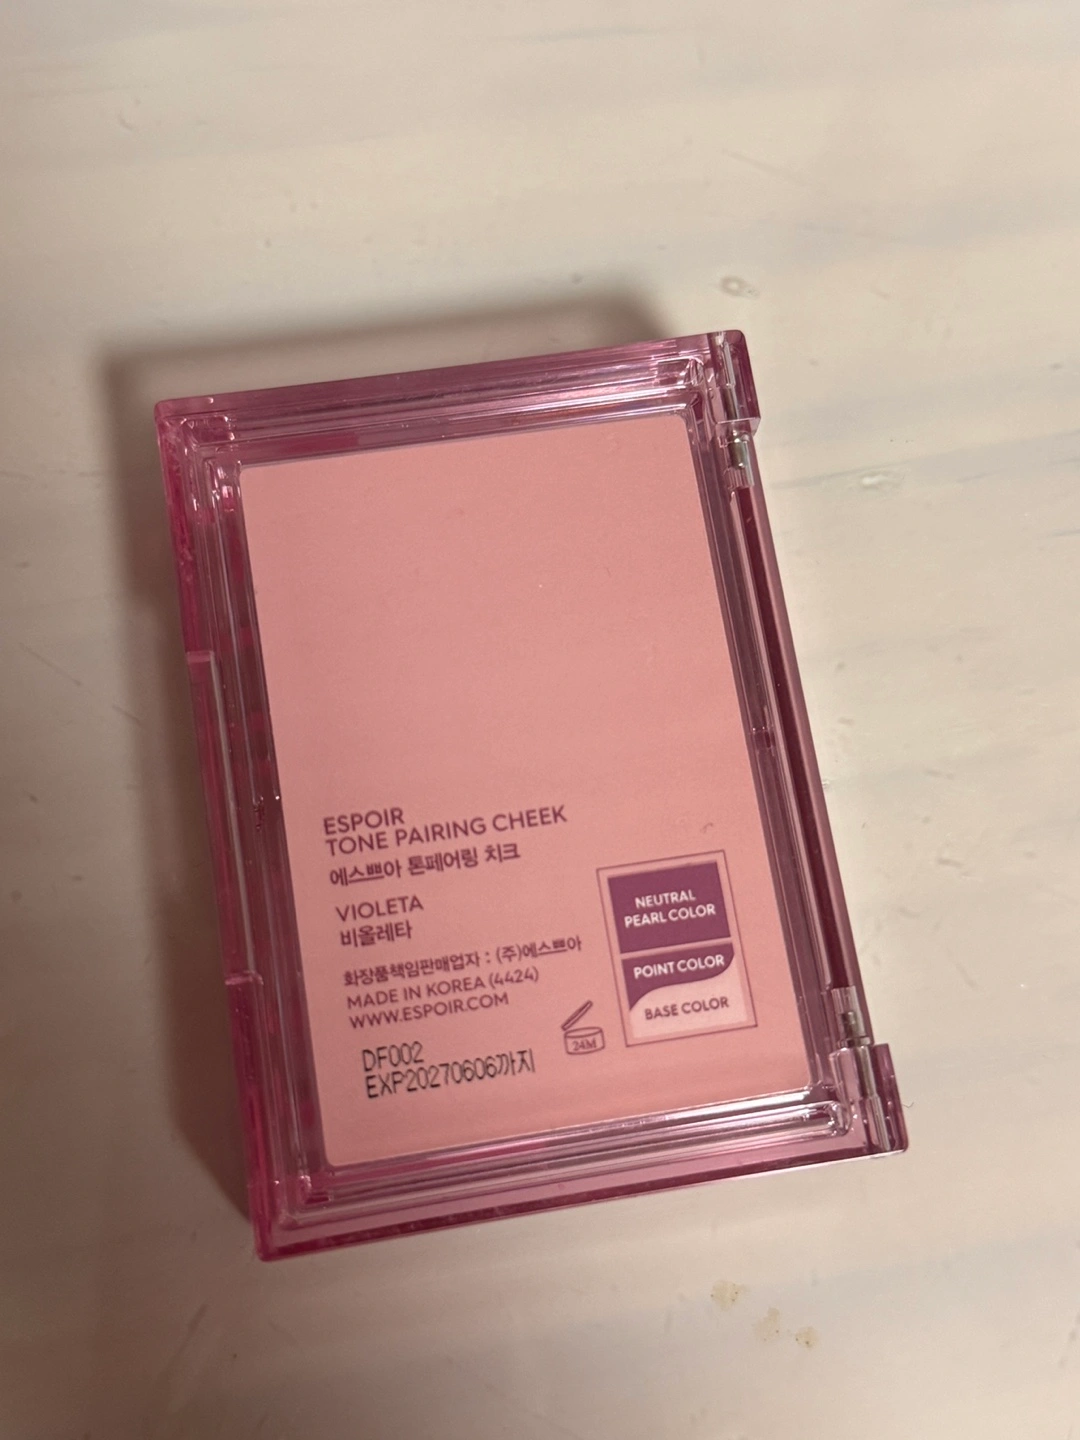 ESPOIR
TONE PAIRING CHEEK
에스쁘아 톤페어링 치크
VIOLETA
비올레타
화장품책임판매업자 : (주)에스쁘아
MADE IN KOREA (4424)
WWW.ESPOIR.COM
DF002
EXP20270606까지
24M
NEUTRAL
PEARL COLOR
POINT COLOR
BASE COLOR